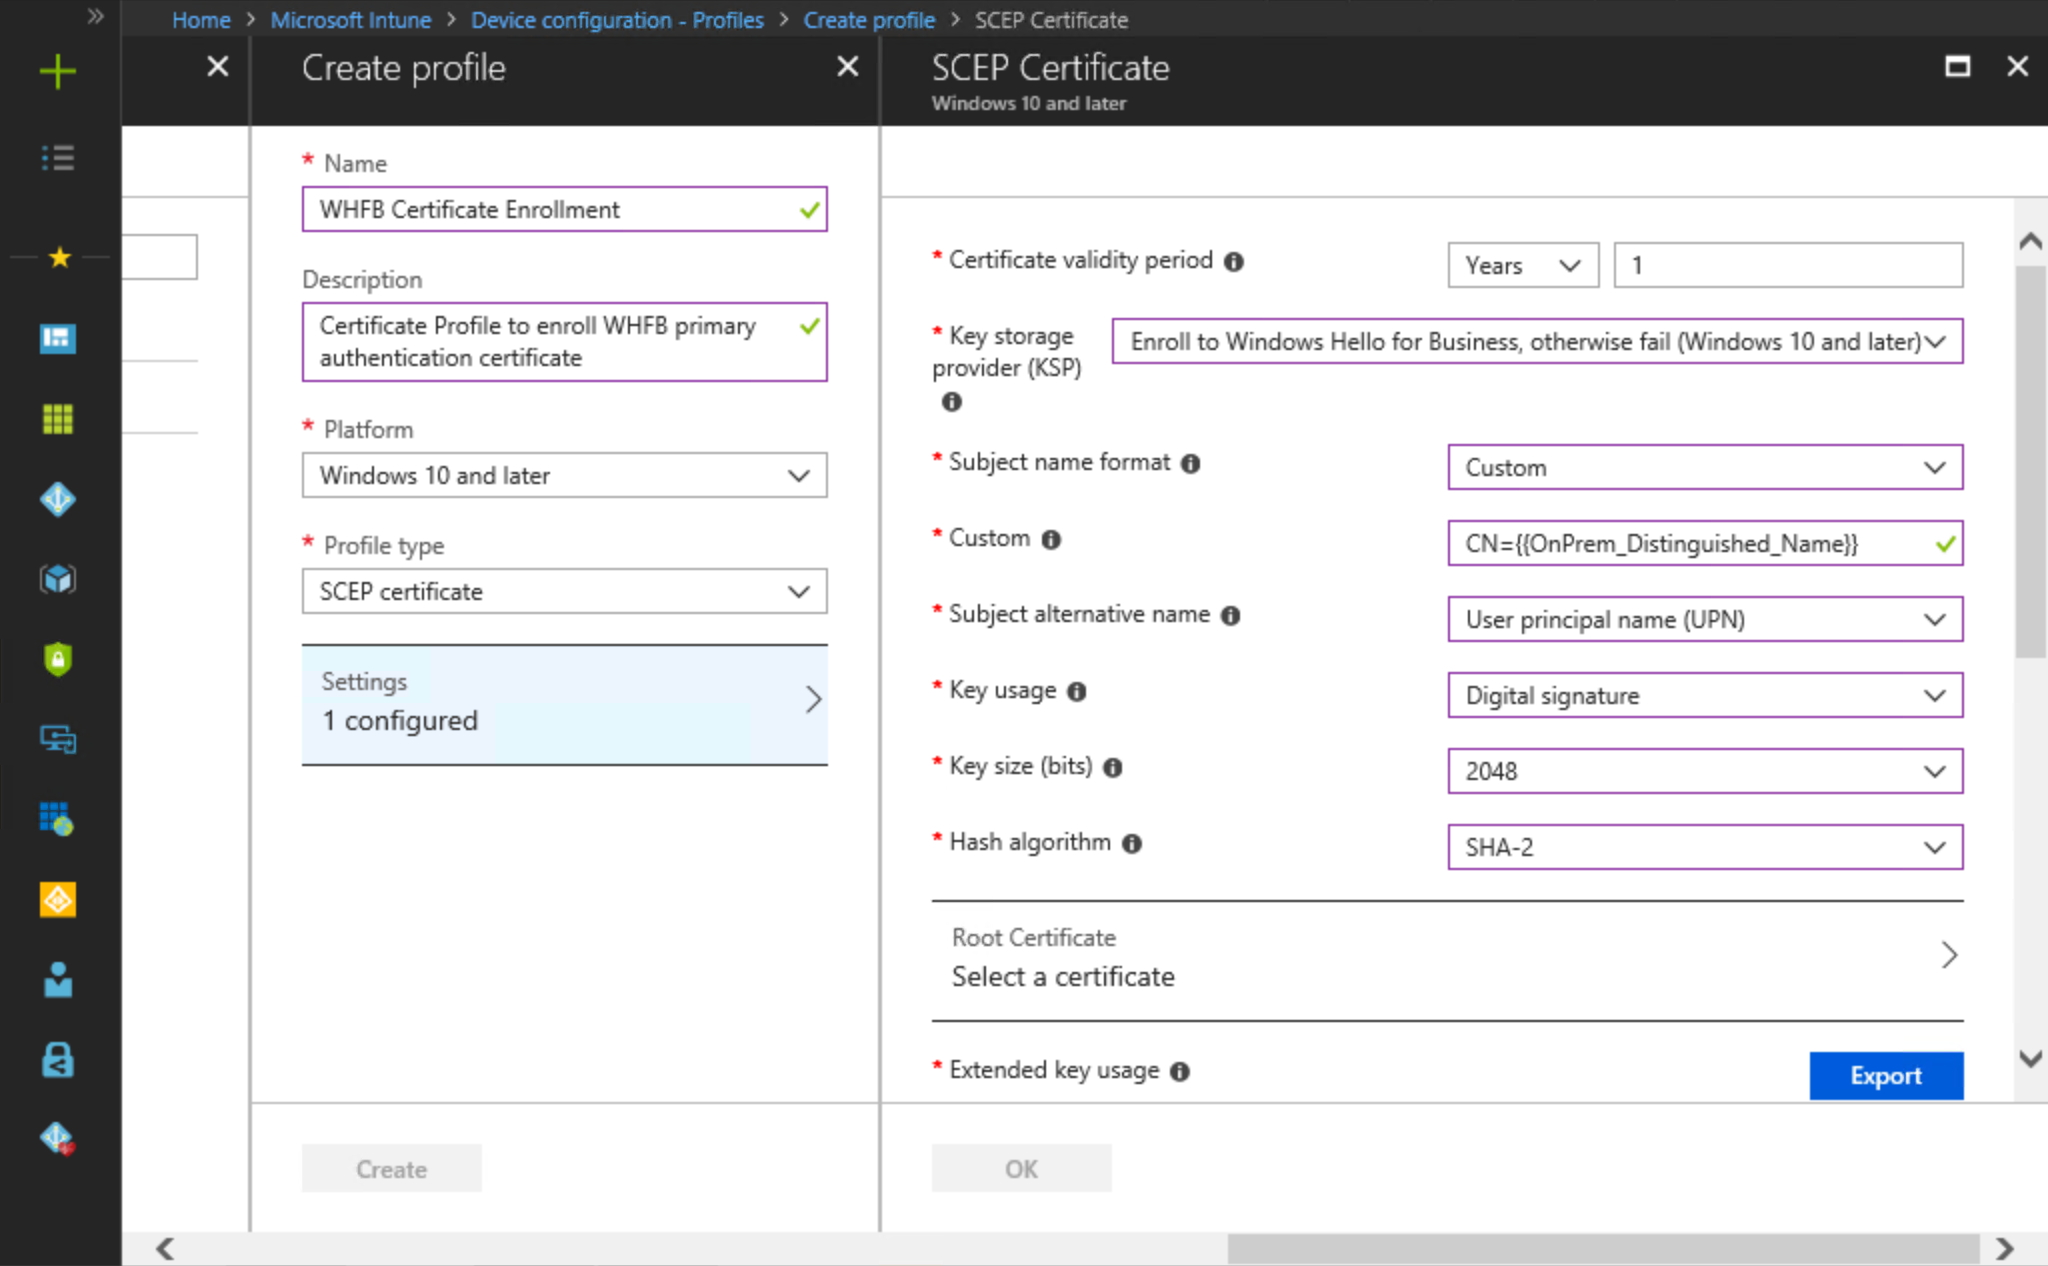 Home > Microsoft Intune > Device configuration - Profiles > Create profile > SCEP Certificate
Create profile
* Name
WHFB Certificate Enrollment
Description
Certificate Profile to enroll WHFB primary
authentication certificate
* Platform
Windows 10 and later
* Profile type
SCEP certificate
Settings
1 configured
Create
SCEP Certificate
Windows 10 and later
* Certificate validity period
Years
1
* Key storage
provider (KSP)
Enroll to Windows Hello for Business, otherwise fail (Windows 10 and later)
* Subject name format
Custom
* Custom
CN={{OnPrem_Distinguished_Name}}
* Subject alternative name
User principal name (UPN)
* Key usage
Digital signature
* Key size (bits)
2048
* Hash algorithm
SHA-2
Root Certificate
Select a certificate
* Extended key usage
Export
OK